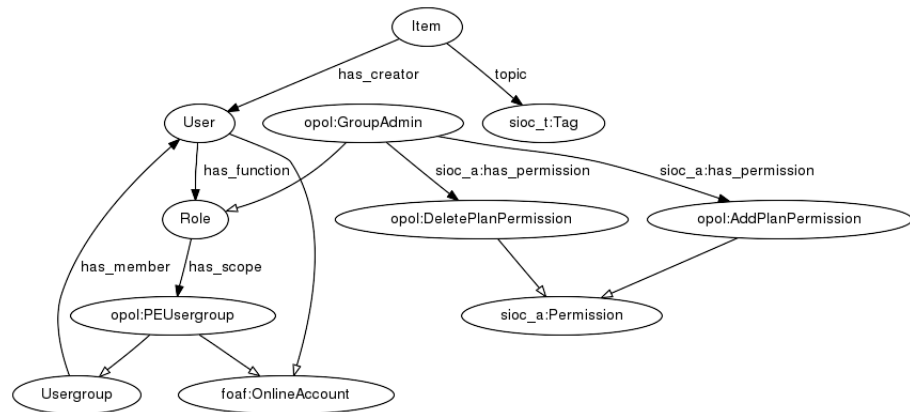 Item
has_creator
topic
User
opol:GroupAdmin
sioc_t:Tag
has_function
sioc_a:has_permission
sioc_a:has_permission
Role
opol:DeletePlanPermission
opol:AddPlanPermission
has_member
has_scope
opol:PEUsergroup
sioc_a:Permission
Usergroup
foaf:OnlineAccount